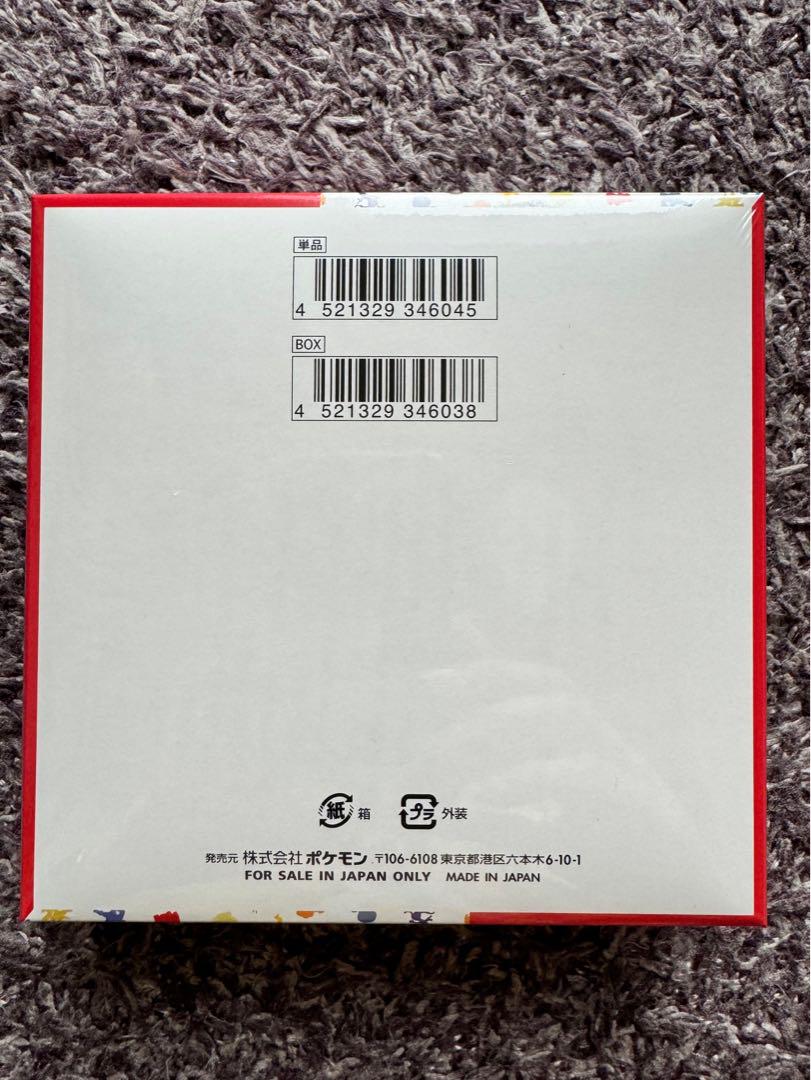 単品
4 521329 346045
BOX
4 521329 346038
紙 箱 プラ 外装
発売元 株式会社 ポケモン 〒106-6108 東京都港区六本木6-10-1
FOR SALE IN JAPAN ONLY MADE IN JAPAN